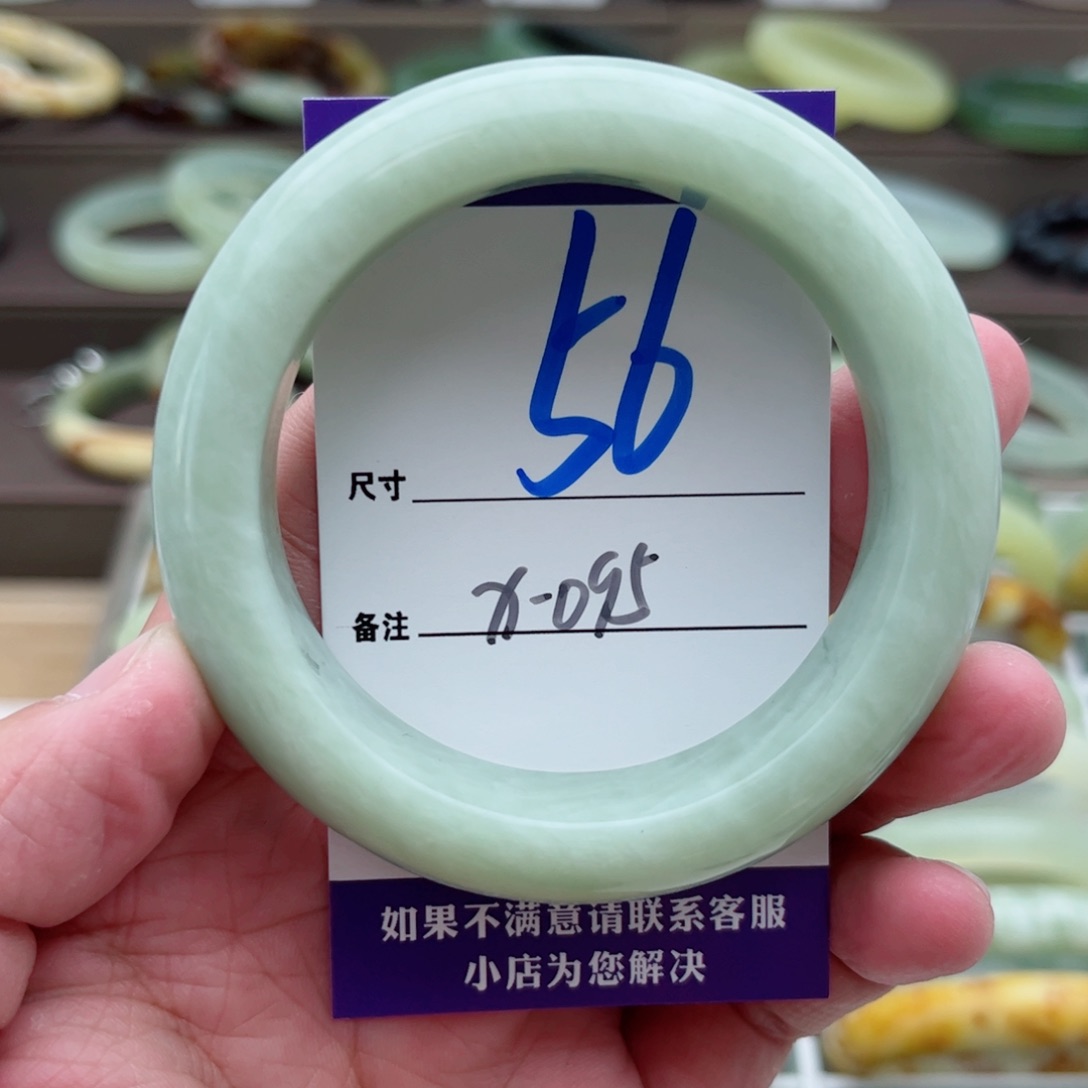 56
尺寸
x-095
备注
如果不满意请联系客服
小店为您解决